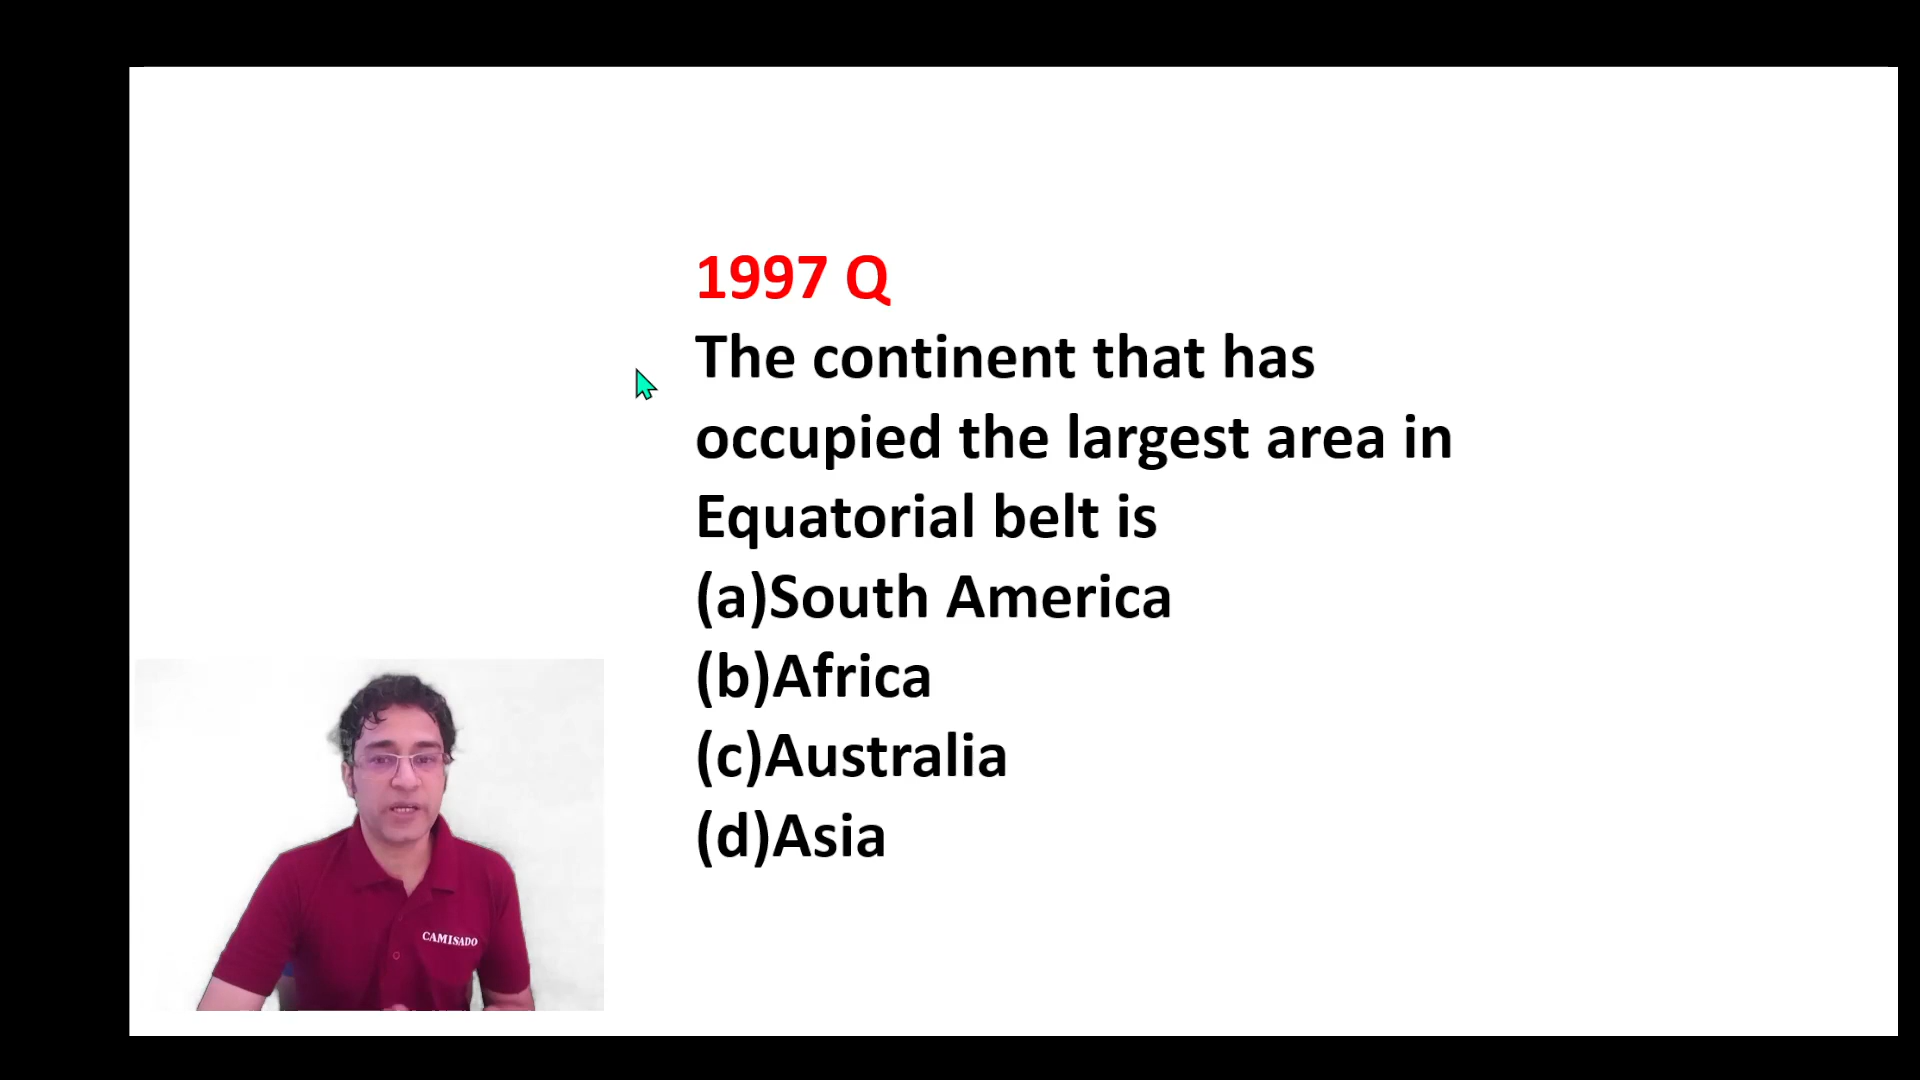 1997 Q
The continent that has
occupied the largest area in
Equatorial belt is
(a)South America
(b)Africa
(c)Australia
(d)Asia
CAMISADO